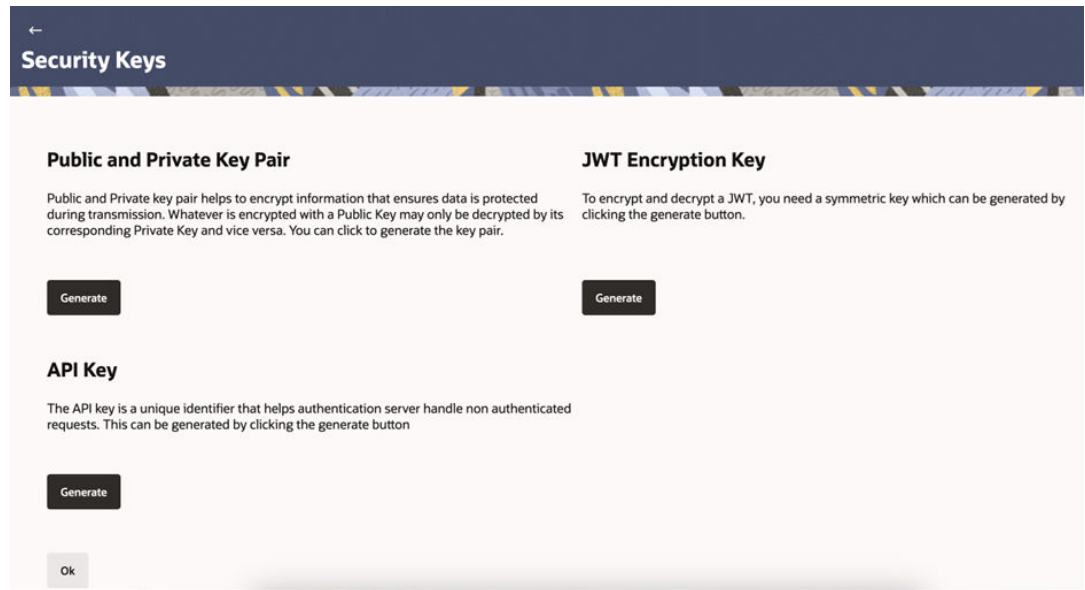 ←
Security Keys
Public and Private Key Pair
Public and Private key pair helps to encrypt information that ensures data is protected
during transmission. Whatever is encrypted with a Public Key may only be decrypted by its
corresponding Private Key and vice versa. You can click to generate the key pair.
Generate
JWT Encryption Key
To encrypt and decrypt a JWT, you need a symmetric key which can be generated by
clicking the generate button.
Generate
API Key
The API key is a unique identifier that helps authentication server handle non authenticated
requests. This can be generated by clicking the generate button
Generate
Ok